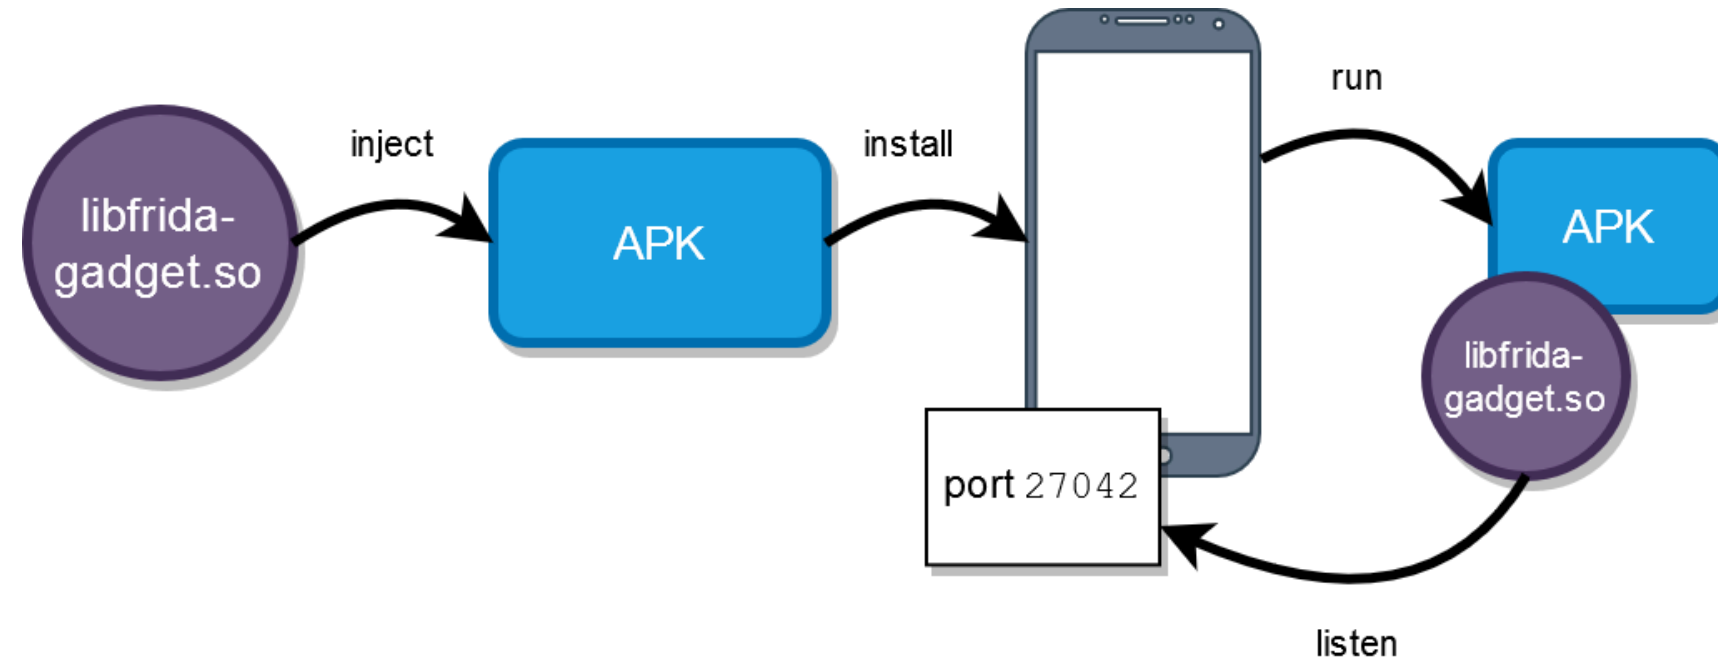 libfrida-
gadget.so
inject
APK
install
port 27042
run
APK
libfrida-
gadget.so
listen